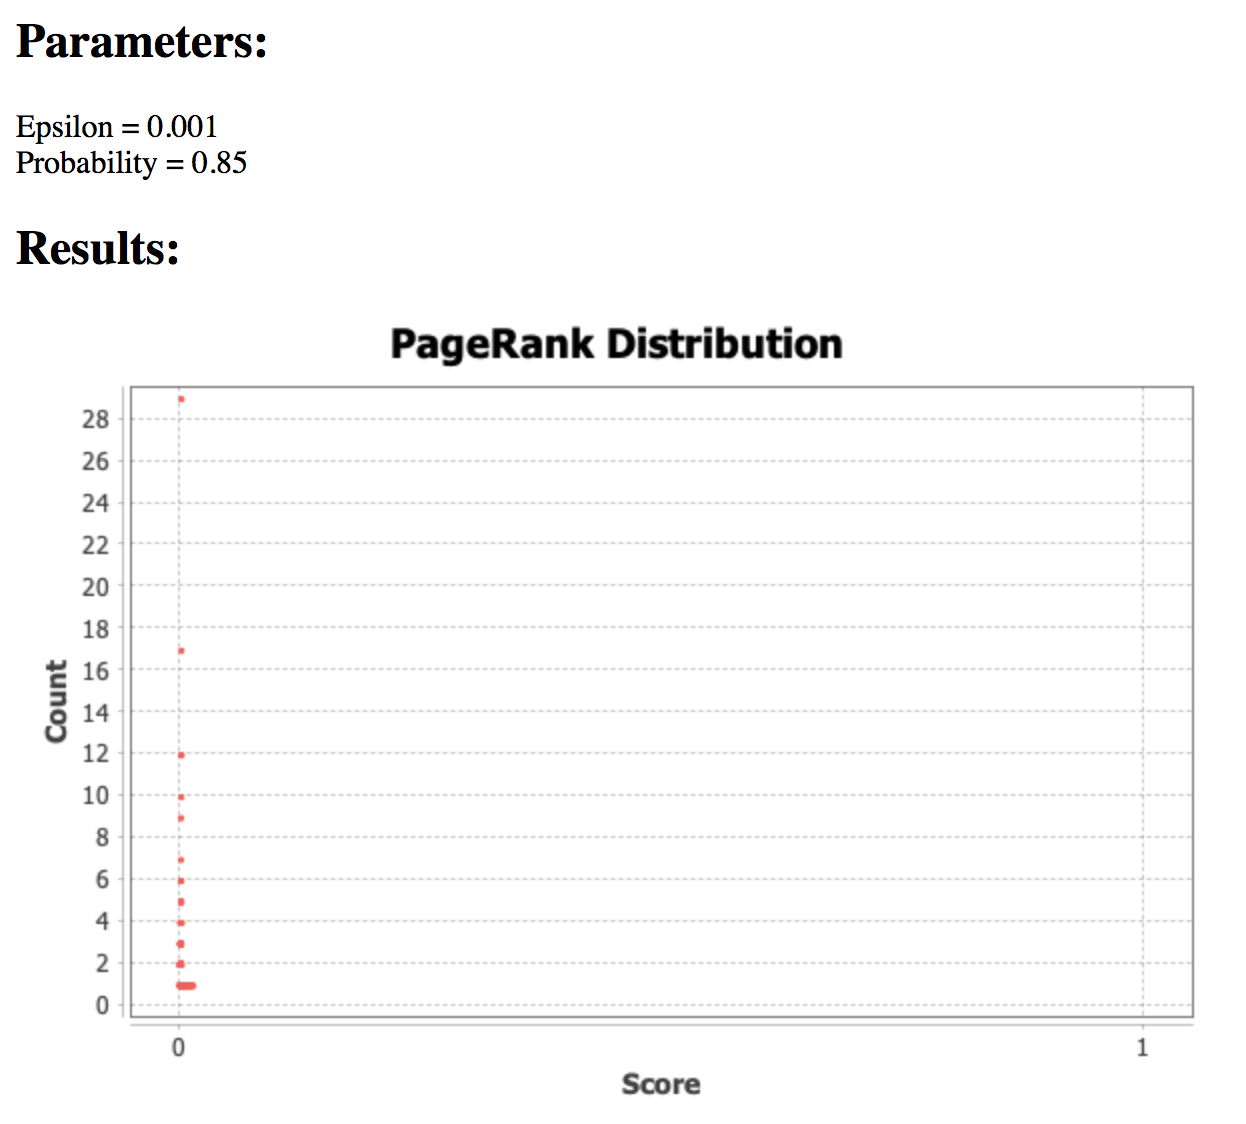 Parameters:
Epsilon = 0.001
Probability = 0.85
Results:
PageRank Distribution
28
26
24
22
20
18
16
14
12
10
8
6
4
2
0
Count
0 1
Score